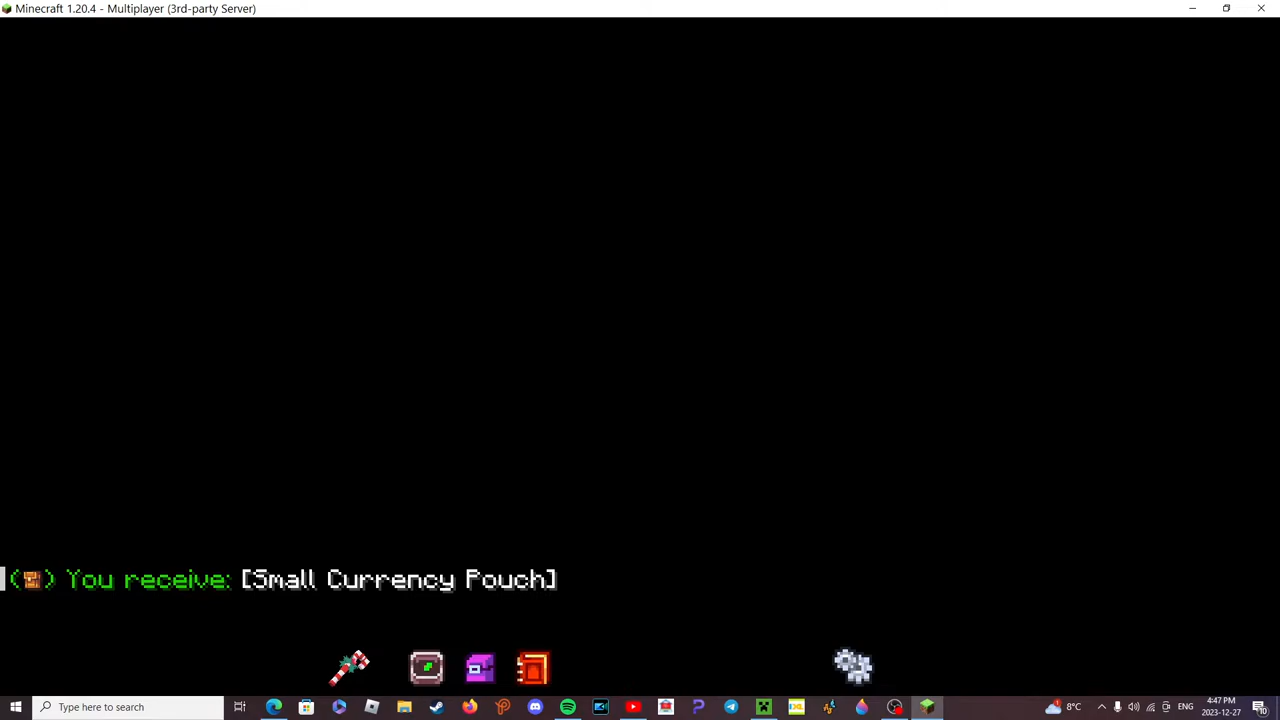 Minecraft 1.20.4 - Multiplayer (3rd-party Server)
( ) You receive: [Small Currency Pouch]
Type here to search
8°C
ENG
4:47 PM
2023-12-27